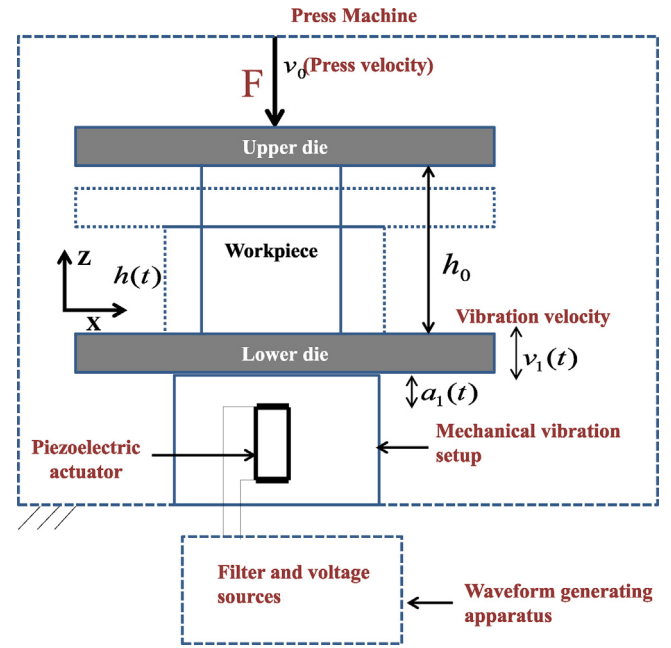 Press Machine
v₀(Press velocity)
F
Upper die
Workpiece
Z
h(t)
h₀
X
Vibration velocity
Lower die
v₁(t)
a₁(t)
Mechanical vibration
setup
Piezoelectric
actuator
Filter and voltage
sources
Waveform generating
apparatus